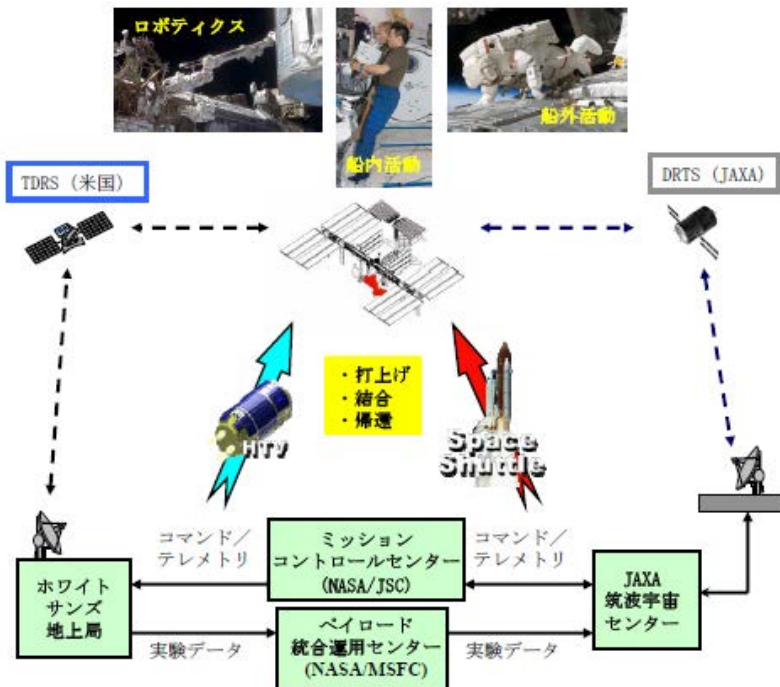 ロボティクス
船内活動
船外活動
TDRS (米国)
DRTS (JAXA)
・打上げ
・結合
・帰還
HTV
Space
Shuttle
コマンド／
テレメトリ
ミッション
コントロールセンター
(NASA/JSC)
コマンド／
テレメトリ
ホワイト
サンズ
地上局
JAXA
筑波宇宙
センター
実験データ
ペイロード
統合運用センター
(NASA/MSFC)
実験データ